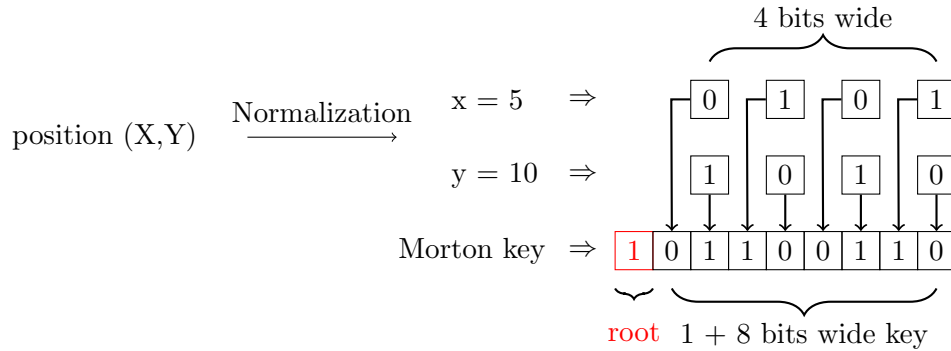 4 bits wide
x = 5 ⇒ 0 1 0 1
position (X,Y) Normalization
y = 10 ⇒ 1 0 1 0
Morton key ⇒ 1 0 1 1 0 0 1 1 0
root 1 + 8 bits wide key